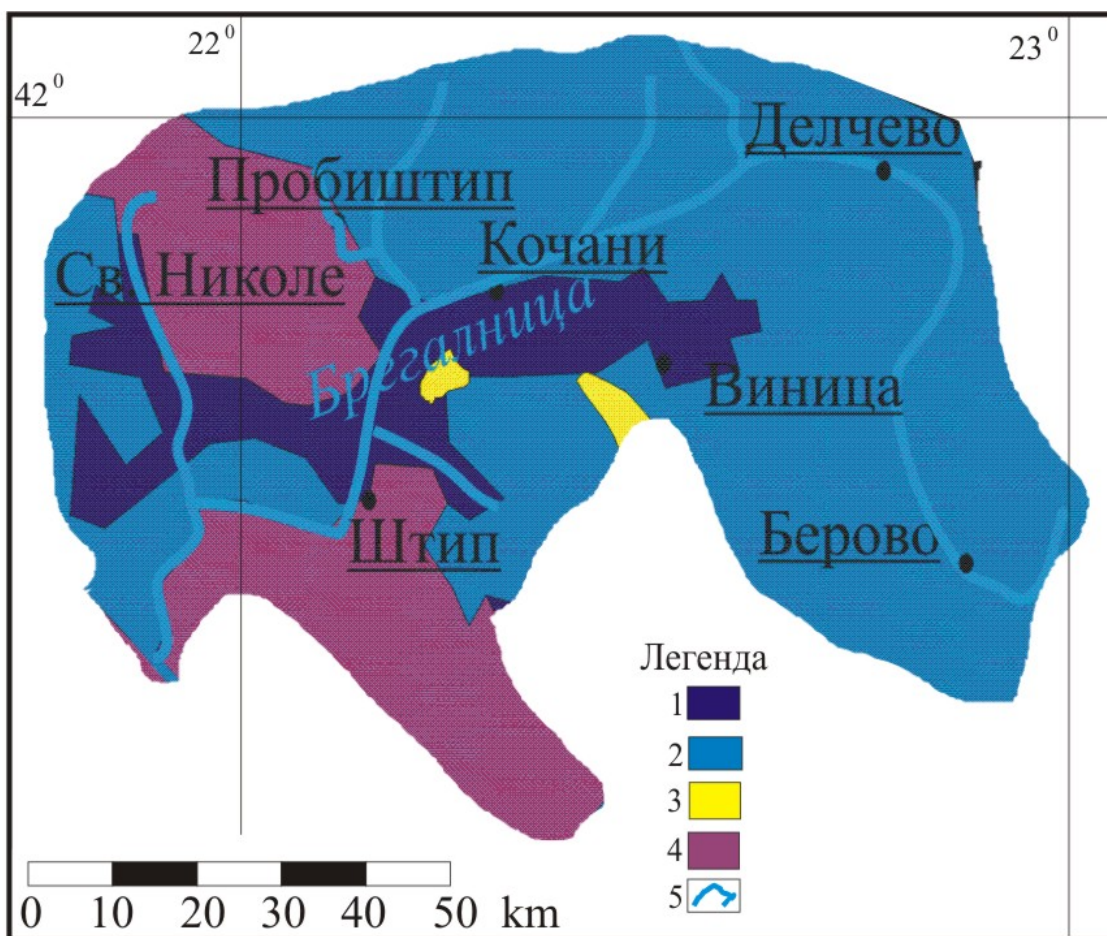 22⁰
23⁰
42⁰
Делчево
Пробиштип
Кочани
Св. Николе
Брегалница
Виница
Штип
Берово
Легенда
1
2
3
4
5
0 10 20 30 40 50 km